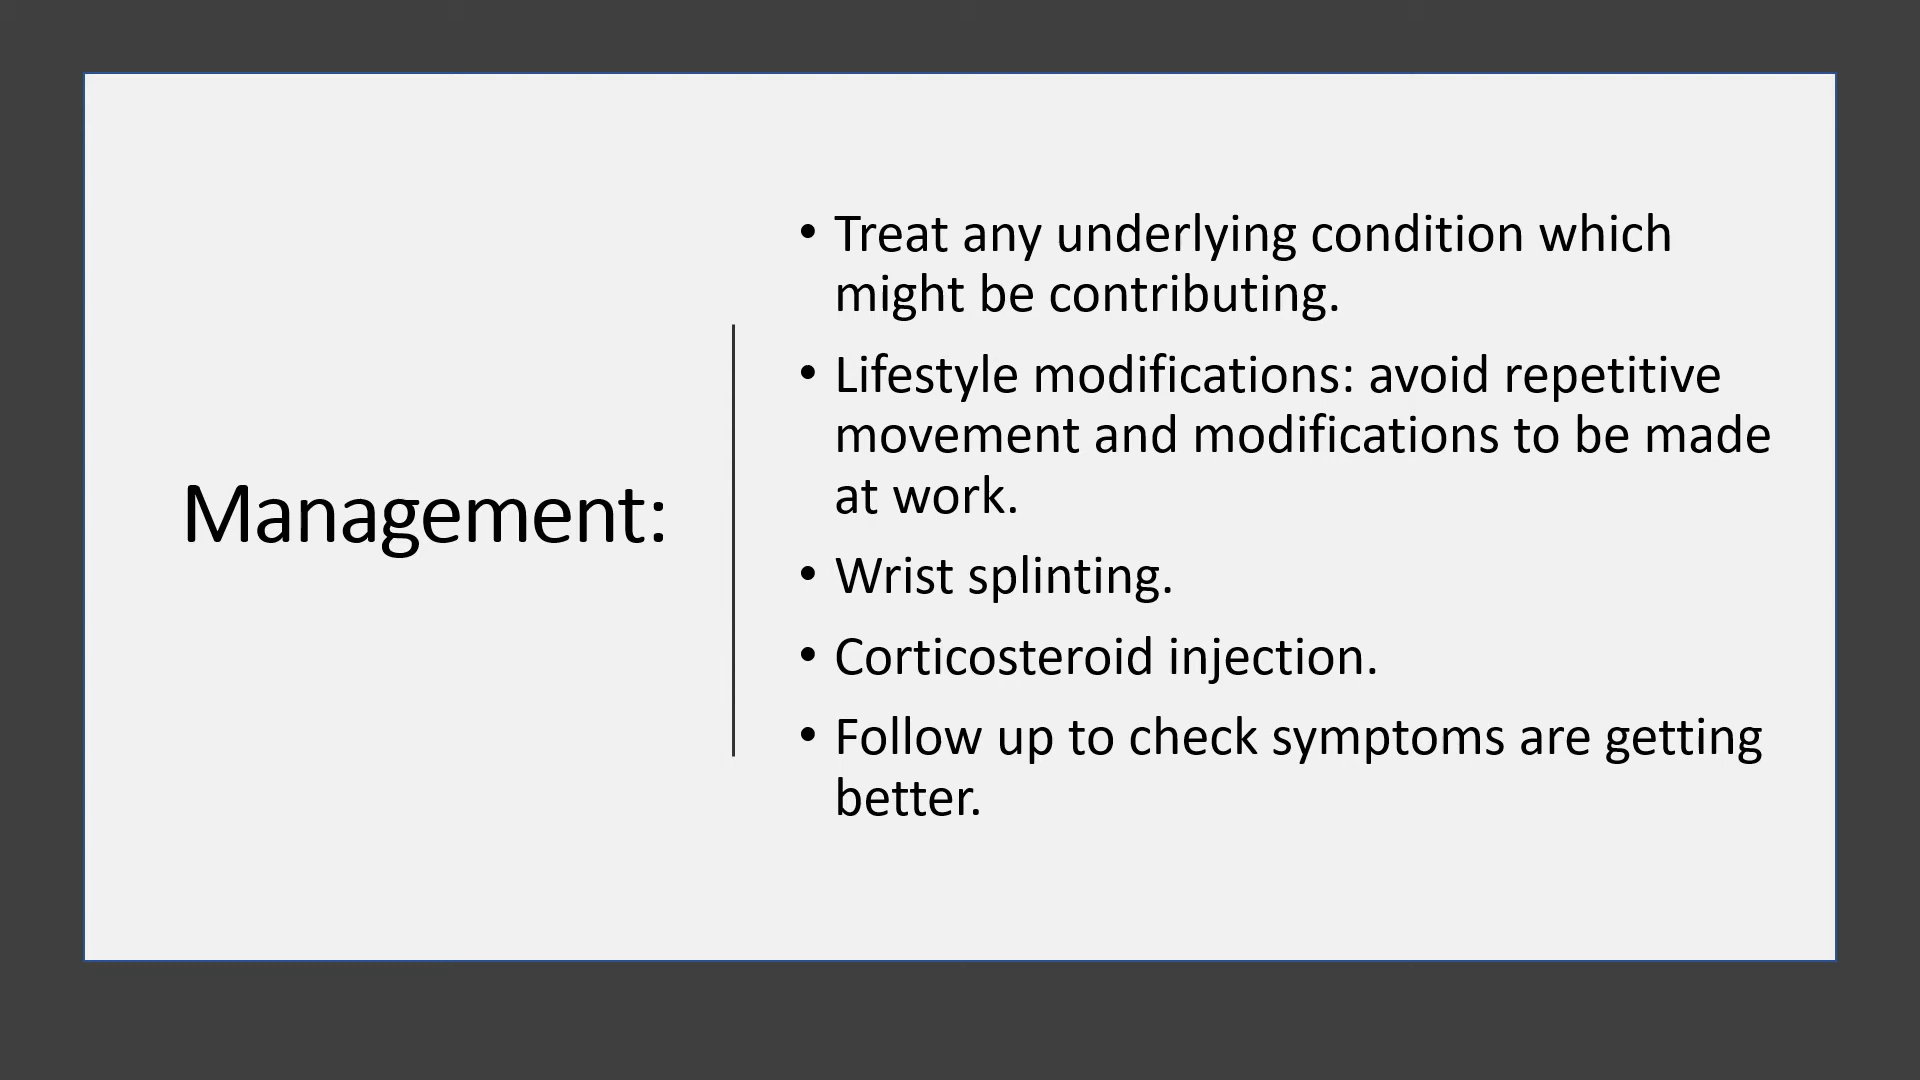 Management:
• Treat any underlying condition which
might be contributing.
• Lifestyle modifications: avoid repetitive
movement and modifications to be made
at work.
• Wrist splinting.
• Corticosteroid injection.
• Follow up to check symptoms are getting
better.